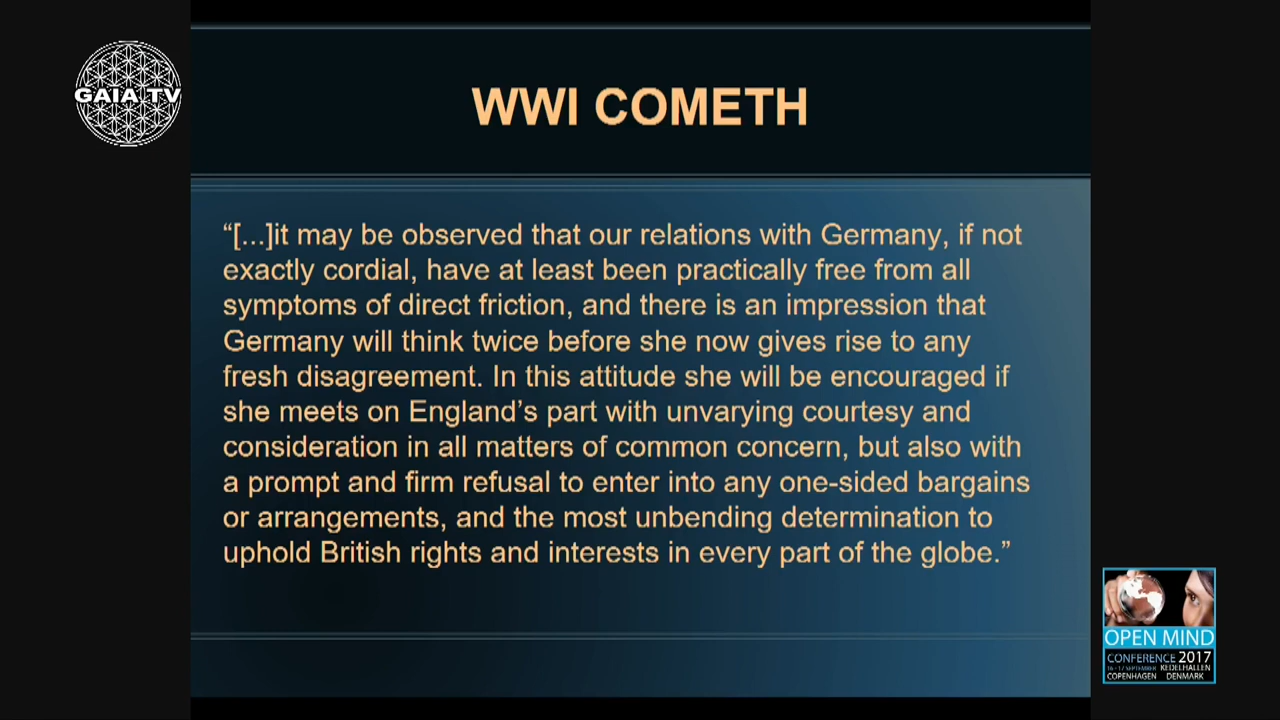 GAIA TV
WWI COMETH
“[...]it may be observed that our relations with Germany, if not
exactly cordial, have at least been practically free from all
symptoms of direct friction, and there is an impression that
Germany will think twice before she now gives rise to any
fresh disagreement. In this attitude she will be encouraged if
she meets on England’s part with unvarying courtesy and
consideration in all matters of common concern, but also with
a prompt and firm refusal to enter into any one-sided bargains
or arrangements, and the most unbending determination to
uphold British rights and interests in every part of the globe.”
OPEN MIND
CONFERENCE 2017
16 - 17 SEPTEMBER KEDELHALLEN
COPENHAGEN DENMARK